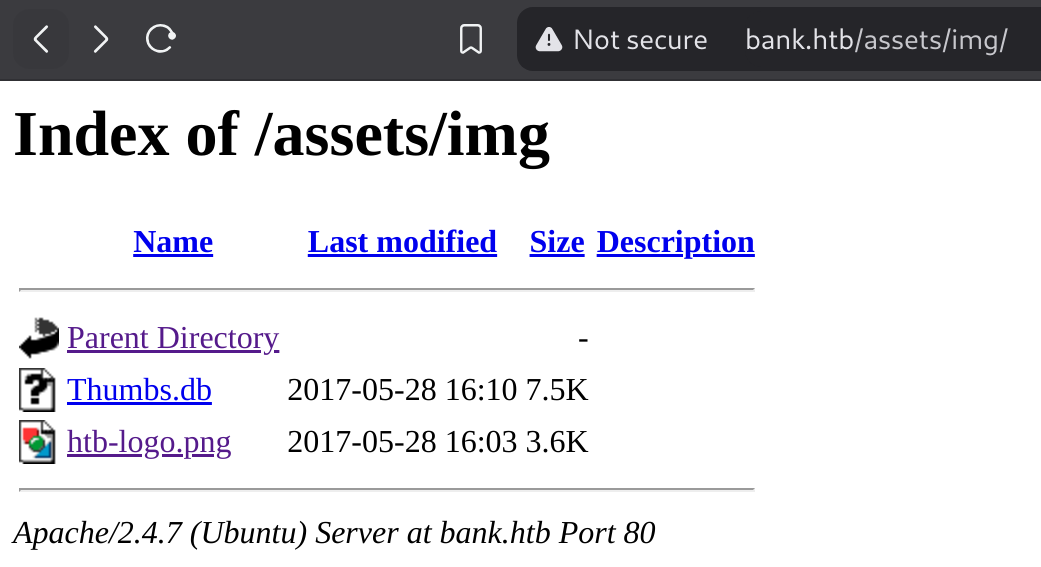 Not secure bank.htb/assets/img/
Index of /assets/img
Name Last modified Size Description
Parent Directory -
Thumbs.db 2017-05-28 16:10 7.5K
htb-logo.png 2017-05-28 16:03 3.6K
Apache/2.4.7 (Ubuntu) Server at bank.htb Port 80